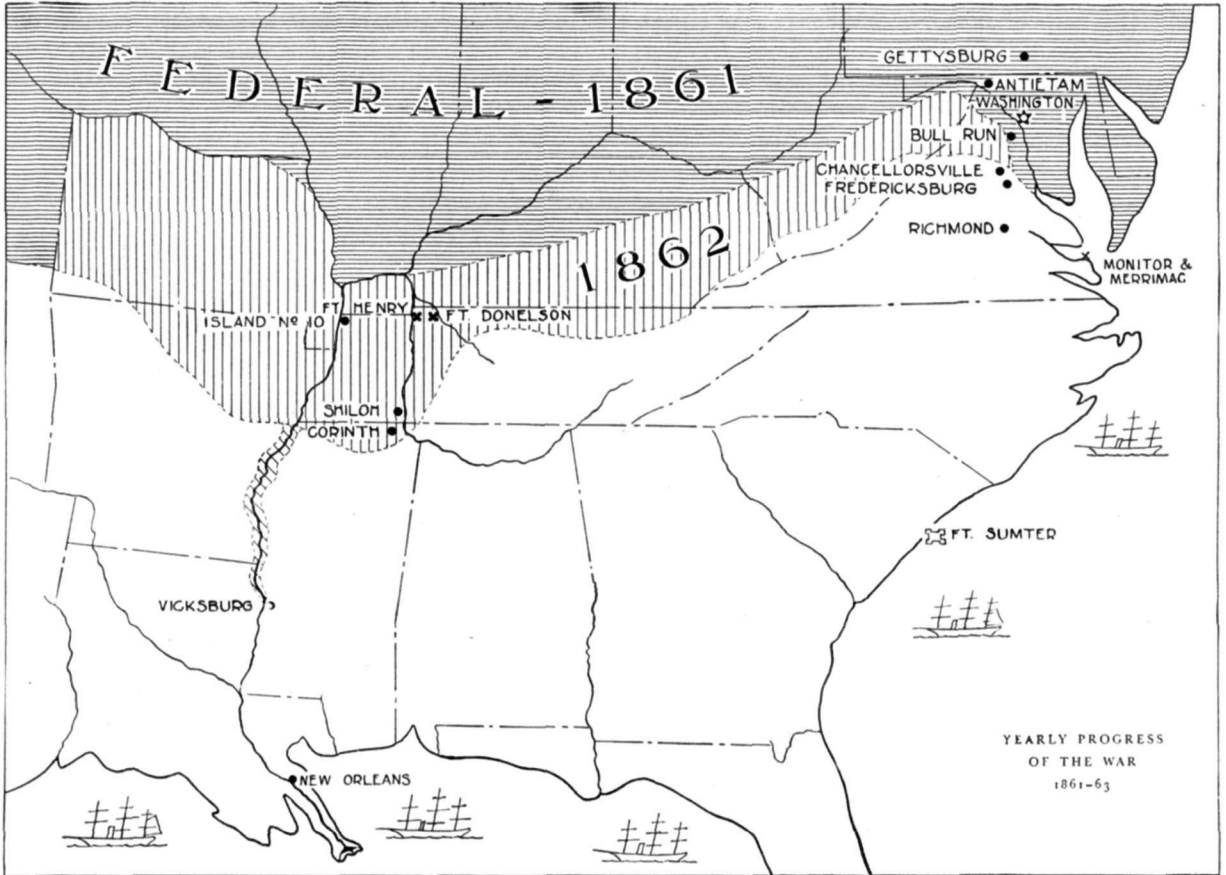 FEDERAL - 1861
GETTYSBURG
ANTIETAM
WASHINGTON
BULL RUN
CHANCELLORSVILLE
FREDERICKSBURG
RICHMOND
1862
MONITOR &
MERRIMAC
FT. HENRY
FT. DONELSON
ISLAND No 10
SHILOH
CORINTH
FT. SUMTER
VICKSBURG
NEW ORLEANS
YEARLY PROGRESS
OF THE WAR
1861-63